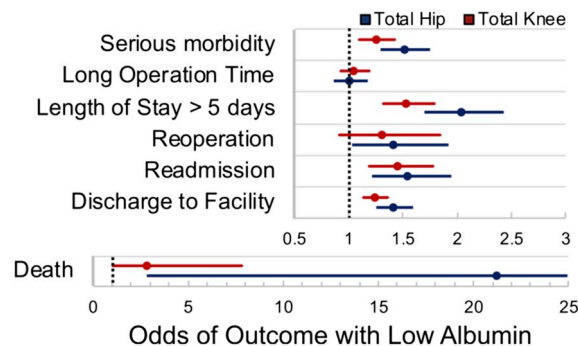 Total Hip Total Knee
Serious morbidity
Long Operation Time
Length of Stay > 5 days
Reoperation
Readmission
Discharge to Facility
0.5 1 1.5 2 2.5 3
Death
0 5 10 15 20 25
Odds of Outcome with Low Albumin